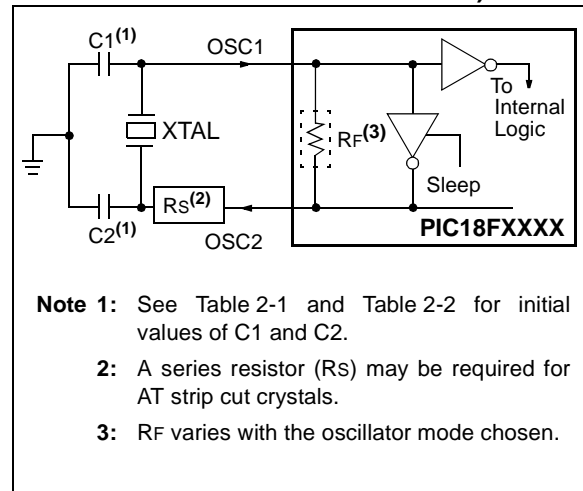 C1(1)
OSC1
To
Internal
Logic
XTAL
RF(3)
Sleep
RS(2)
C2(1)
OSC2
PIC18FXXXX
Note 1: See Table 2-1 and Table 2-2 for initial
values of C1 and C2.
2: A series resistor (RS) may be required for
AT strip cut crystals.
3: RF varies with the oscillator mode chosen.